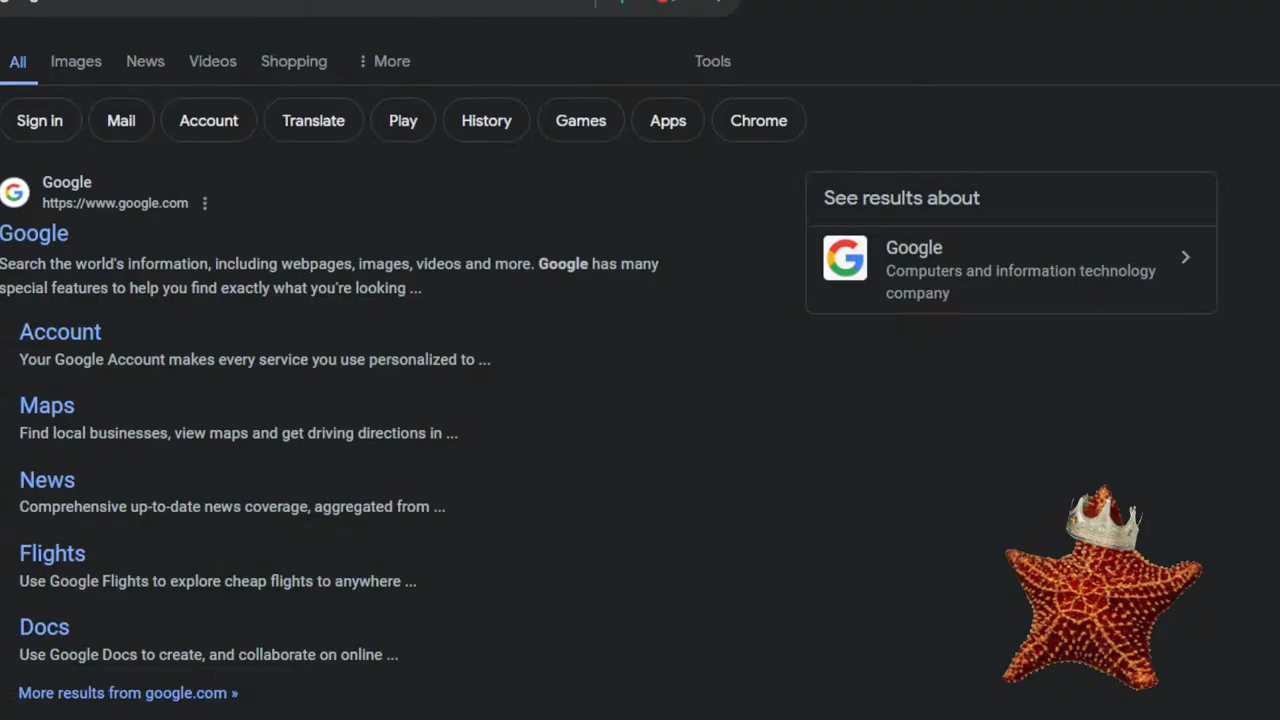 All Images News Videos Shopping More Tools
Sign in Mail Account Translate Play History Games Apps Chrome
Google
https://www.google.com
Google
Search the world's information, including webpages, images, videos and more. Google has many
special features to help you find exactly what you're looking ...
Account
Your Google Account makes every service you use personalized to ...
Maps
Find local businesses, view maps and get driving directions in ...
News
Comprehensive up-to-date news coverage, aggregated from ...
Flights
Use Google Flights to explore cheap flights to anywhere ...
Docs
Use Google Docs to create, and collaborate on online ...
More results from google.com »
See results about
Google
Computers and information technology
company